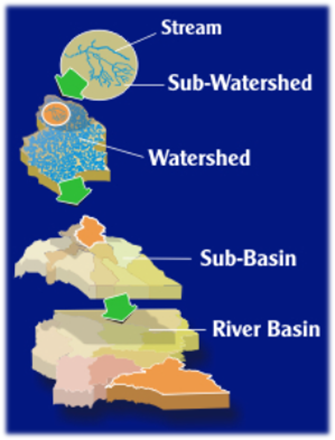 Stream
Sub-Watershed
Watershed
Sub-Basin
River Basin